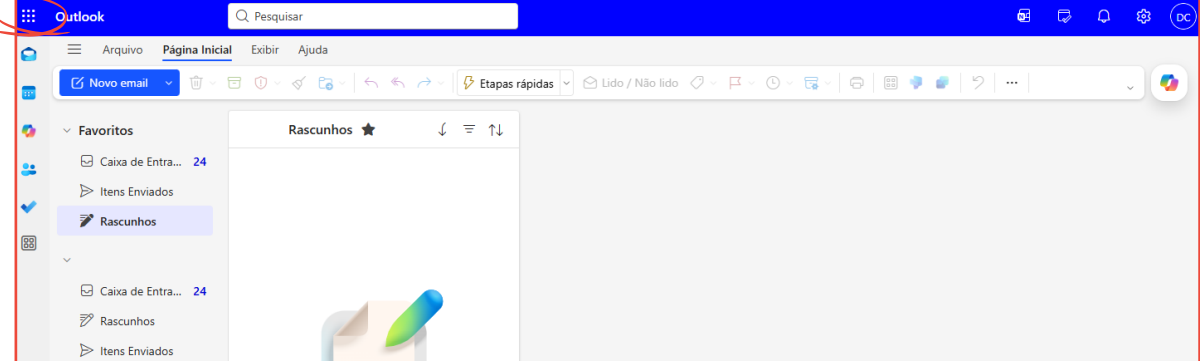 Outlook
Pesquisar
DC
Arquivo Página Inicial Exibir Ajuda
Novo email
Etapas rápidas
Lido / Não lido
Favoritos
Caixa de Entra... 24
Itens Enviados
Rascunhos
Caixa de Entra... 24
Rascunhos
Itens Enviados
Rascunhos